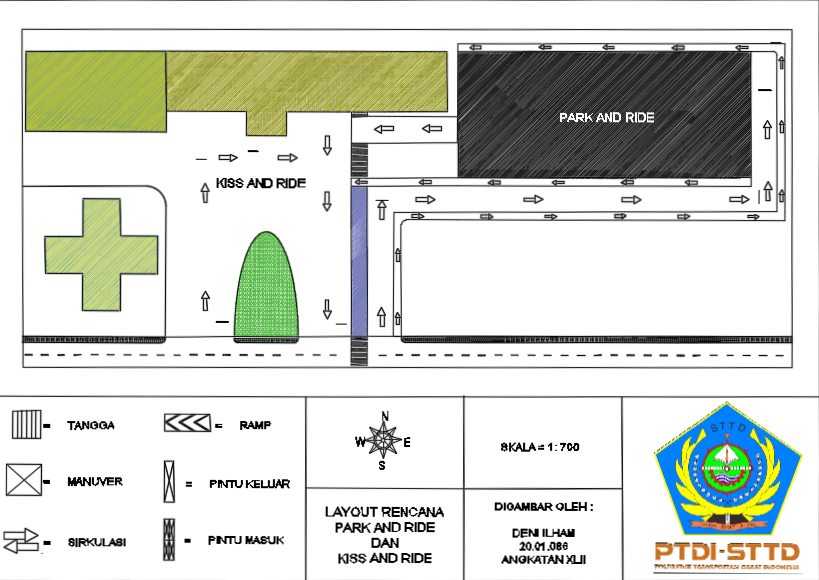 PARK AND RIDE
KISS AND RIDE
= TANGGA
= RAMP
= MANUVER
= PINTU KELUAR
= SIRKULASI
= PINTU MASUK
N
W E
S
SKALA = 1 : 700
LAYOUT RENCANA
PARK AND RIDE
DAN
KISS AND RIDE
DIGAMBAR OLEH :
DENI ILHAM
20.01.086
ANGKATAN XLII
STTD
PTDI-STTD
POLITEKNIK TRANSPORTASI DARAT INDONESIA